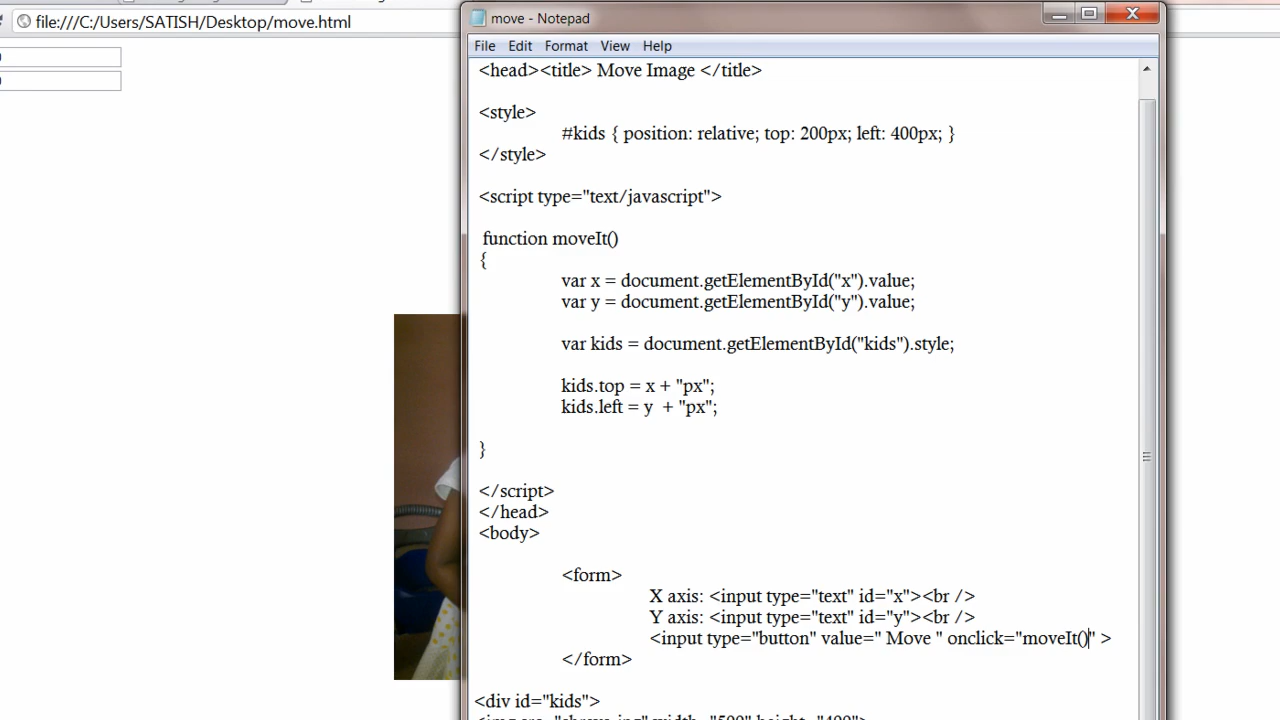 file:///C:/Users/SATISH/Desktop/move.html
move - Notepad
File Edit Format View Help
<head><title> Move Image </title>
<style>
#kids { position: relative; top: 200px; left: 400px; }
</style>
<script type="text/javascript">
function moveIt()
{
var x = document.getElementById("x").value;
var y = document.getElementById("y").value;
var kids = document.getElementById("kids").style;
kids.top = x + "px";
kids.left = y  + "px";
}
</script>
</head>
<body>
<form>
X axis: <input type="text" id="x"><br />
Y axis: <input type="text" id="y"><br />
<input type="button" value=" Move " onclick="moveIt()" >
</form>
<div id="kids">